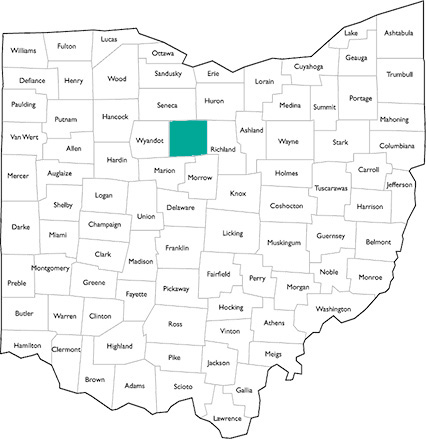 Lucas
Lake
Ashtabula
Williams
Fulton
Ottawa
Cuyahoga
Geauga
Defiance
Henry
Wood
Sandusky
Erie
Lorain
Trumbull
Paulding
Putnam
Hancock
Seneca
Huron
Medina
Summit
Portage
Mahoning
Van Wert
Allen
Hardin
Wyandot
Richland
Ashland
Wayne
Stark
Columbiana
Mercer
Auglaize
Marion
Morrow
Holmes
Carroll
Jefferson
Shelby
Logan
Union
Delaware
Knox
Coshocton
Tuscarawas
Harrison
Darke
Miami
Champaign
Franklin
Licking
Muskingum
Guernsey
Belmont
Preble
Montgomery
Clark
Greene
Madison
Fayette
Pickaway
Fairfield
Perry
Morgan
Noble
Monroe
Butler
Warren
Clinton
Ross
Hocking
Vinton
Athens
Washington
Hamilton
Clermont
Highland
Pike
Jackson
Meigs
Brown
Adams
Scioto
Gallia
Lawrence